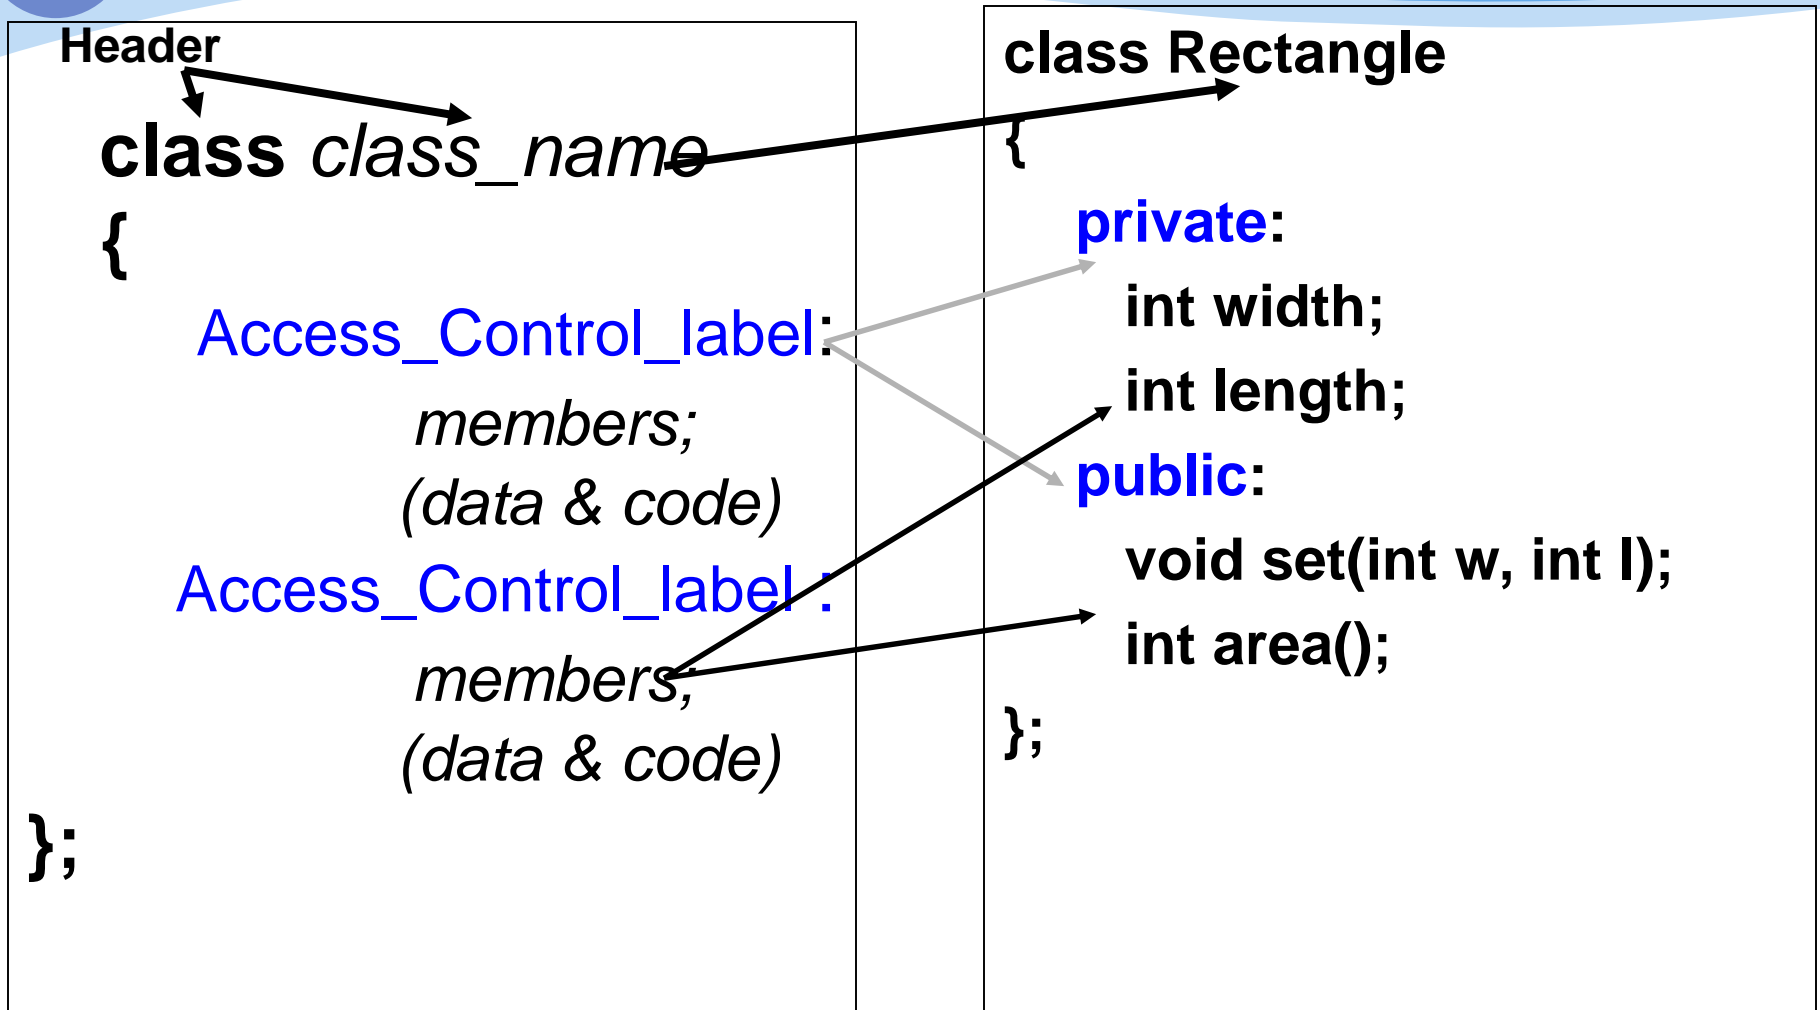 Header
class class_name
{
Access_Control_label:
members;
(data & code)
Access_Control_label :
members;
(data & code)
};
class Rectangle
{
private:
int width;
int length;
public:
void set(int w, int l);
int area();
};